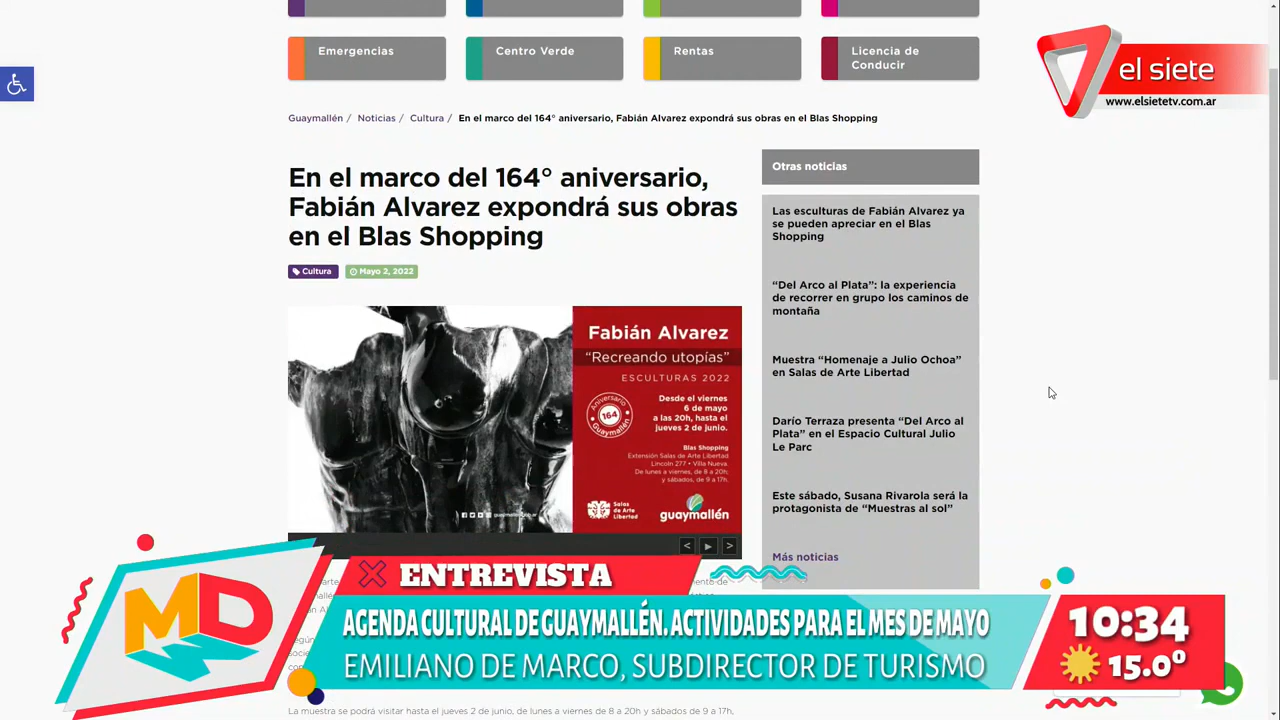 Emergencias
Centro Verde
Rentas
Licencia de
Conducir
el siete
www.elsietetv.com.ar
Guaymallén / Noticias / Cultura / En el marco del 164° aniversario, Fabián Alvarez expondrá sus obras en el Blas Shopping
En el marco del 164° aniversario,
Fabián Alvarez expondrá sus obras
en el Blas Shopping
Cultura
Mayo 2, 2022
Fabián Alvarez
“Recreando utopías”
ESCULTURAS 2022
Aniversario
164
Guaymallén
Desde el viernes
6 de mayo
a las 20h, hasta el
jueves 2 de junio.
Blas Shopping
Extensión Salas de Arte Libertad
Lincoln 277 • Villa Nueva.
De lunes a viernes, de 8 a 20h;
y sábados, de 9 a 17h.
Salas
de Arte
Libertad
guaymallén
< ▶ >
Otras noticias
Las esculturas de Fabián Alvarez ya
se pueden apreciar en el Blas
Shopping
“Del Arco al Plata”: la experiencia
de recorrer en grupo los caminos de
montaña
Muestra “Homenaje a Julio Ochoa”
en Salas de Arte Libertad
Darío Terraza presenta “Del Arco al
Plata” en el Espacio Cultural Julio
Le Parc
Este sábado, Susana Rivarola será la
protagonista de “Muestras al sol”
Más noticias
MD
ENTREVISTA
AGENDA CULTURAL DE GUAYMALLÉN. ACTIVIDADES PARA EL MES DE MAYO
EMILIANO DE MARCO, SUBDIRECTOR DE TURISMO
10:34
15.0º
La muestra se podrá visitar hasta el jueves 2 de junio, de lunes a viernes de 8 a 20h y sábados de 9 a 17h,